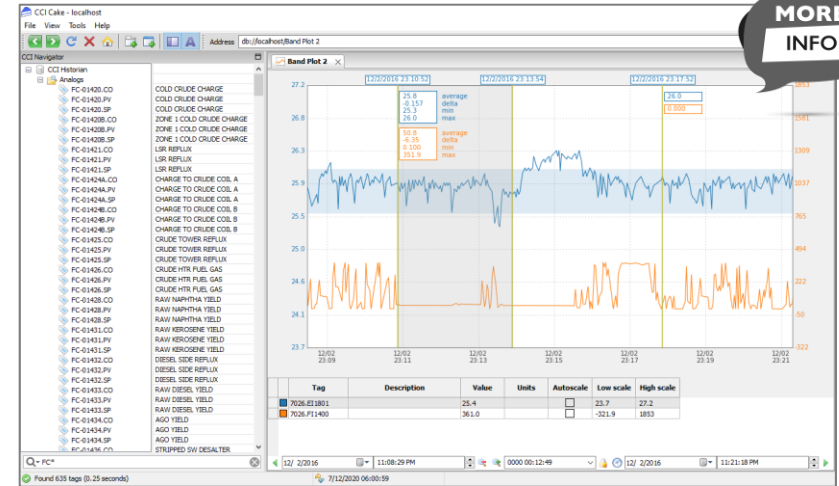 CCI Cake - localhost
File View Tools Help
Address db:/localhost/Band Plot 2
MORE
INFO
CCI Navigator
CCI Historian
Analogs
FC-01420.CO COLD CRUDE CHARGE
FC-01420.PV COLD CRUDE CHARGE
FC-01420.SP COLD CRUDE CHARGE
FC-01420B.CO ZONE 1 COLD CRUDE CHARGE
FC-01420B.PV ZONE 1 COLD CRUDE CHARGE
FC-01420B.SP ZONE 1 COLD CRUDE CHARGE
FC-01421.CO LSR REFLUX
FC-01421.PV LSR REFLUX
FC-01421.SP LSR REFLUX
FC-01424A.CO CHARGE TO CRUDE COIL A
FC-01424A.PV CHARGE TO CRUDE COIL A
FC-01424A.SP CHARGE TO CRUDE COIL A
FC-01424B.CO CHARGE TO CRUDE COIL B
FC-01424B.PV CHARGE TO CRUDE COIL B
FC-01424B.SP CHARGE TO CRUDE COIL B
FC-01425.CO CRUDE TOWER REFLUX
FC-01425.PV CRUDE TOWER REFLUX
FC-01425.SP CRUDE TOWER REFLUX
FC-01426.CO CRUDE HTR FUEL GAS
FC-01426.PV CRUDE HTR FUEL GAS
FC-01426.SP CRUDE HTR FUEL GAS
FC-01428.CO RAW NAPHTHA YIELD
FC-01428.PV RAW NAPHTHA YIELD
FC-01428.SP RAW NAPHTHA YIELD
FC-01431.CO RAW KEROSENE YIELD
FC-01431.PV RAW KEROSENE YIELD
FC-01431.SP RAW KEROSENE YIELD
FC-01432.CO DIESEL SIDE REFLUX
FC-01432.PV DIESEL SIDE REFLUX
FC-01432.SP DIESEL SIDE REFLUX
FC-01433.CO RAW DIESEL YIELD
FC-01433.PV RAW DIESEL YIELD
FC-01433.SP RAW DIESEL YIELD
FC-01434.CO AGO YIELD
FC-01434.PV AGO YIELD
FC-01434.SP AGO YIELD
FC-01436.CO STRIPPED SW DESALTER
FC*
Found 635 tags (0.25 seconds)
Band Plot 2
12/2/2016 23:10:52 12/2/2016 23:13:54 12/2/2016 23:17:52
27.2 1853
25.8 average 26.0
-0.157 delta
25.3 min 0.000
26.0 max
26.8 1581
50.8 average
-6.35 delta
0.100 min
351.9 max
26.3 1309
25.9 1037
25.5 765
25.0 494
24.6 222
24.1 -50
23.7 -322
12/02 12/02 12/02 12/02 12/02 12/02 12/02
23:09 23:11 23:13 23:15 23:17 23:19 23:21
Tag Description Value Units Autoscale Low scale High scale
7026.EI1801 25.4 23.7 27.2
7026.FI1400 361.0 -321.9 1853
12/ 2/2016 11:08:29 PM 0000 00:12:49 12/ 2/2016 11:21:18 PM
7/12/2020 06:00:59